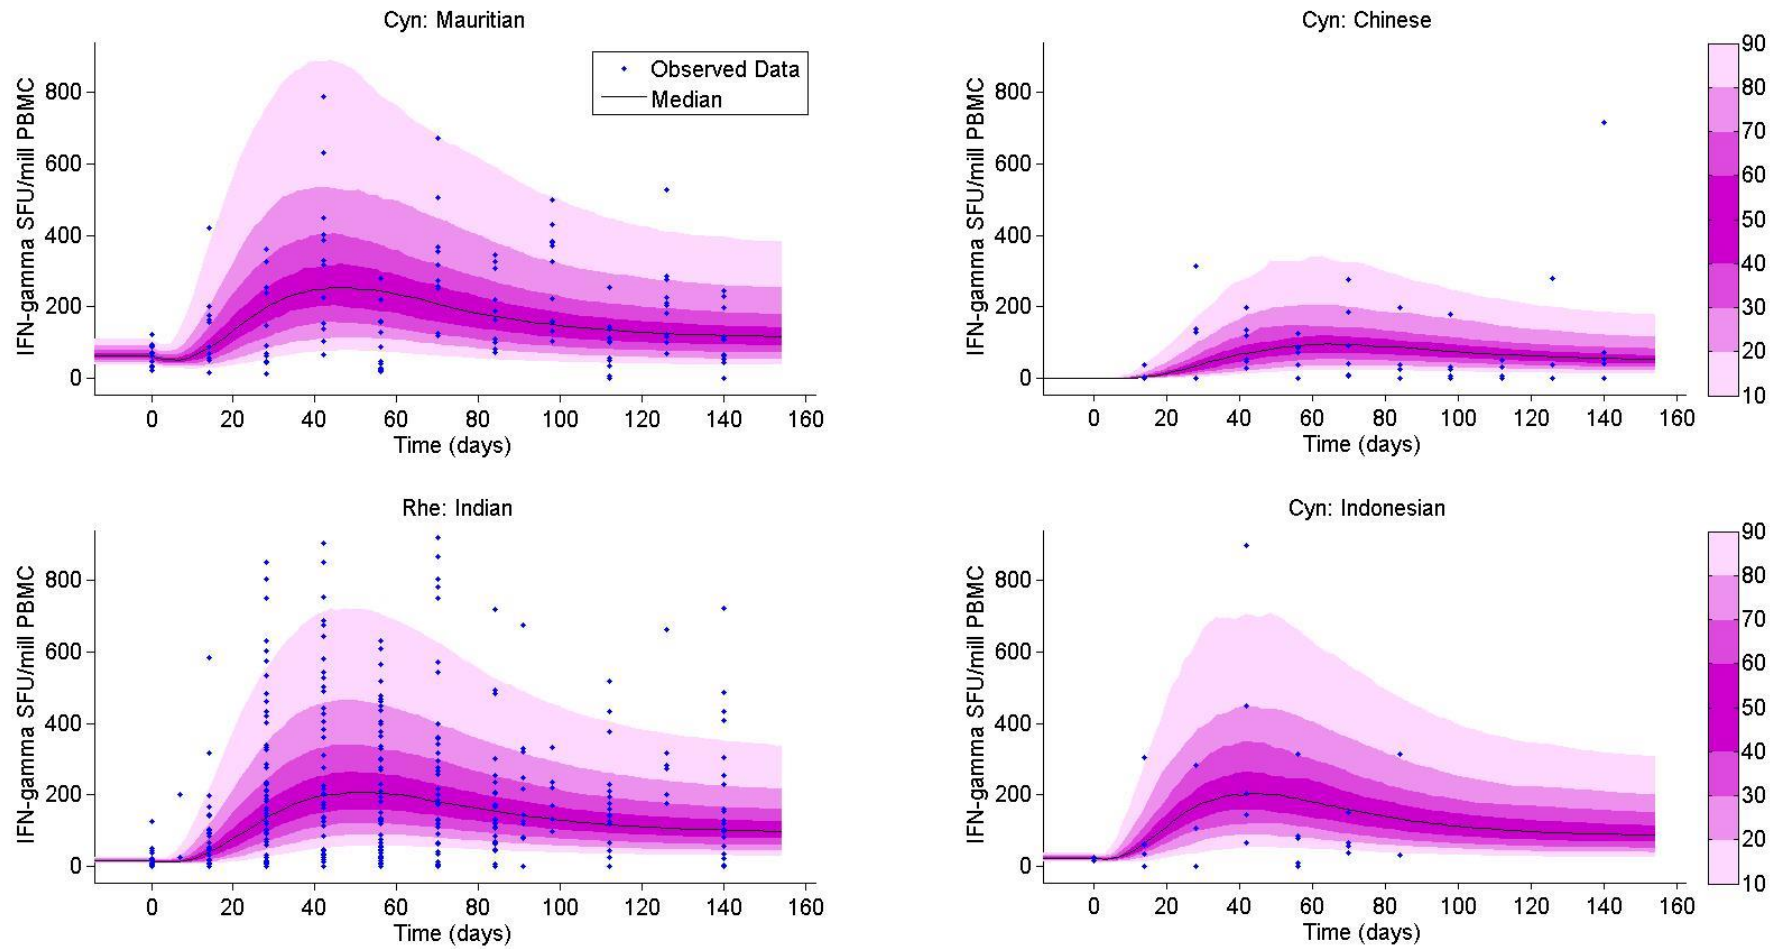 Cyn: Mauritian
IFN-gamma SFU/mill PBMC
800
600
400
200
0
Observed Data
Median
0 20 40 60 80 100 120 140 160
Time (days)
Cyn: Chinese
IFN-gamma SFU/mill PBMC
800
600
400
200
0
0 20 40 60 80 100 120 140 160
Time (days)
90
80
70
60
50
40
30
20
10
Rhe: Indian
IFN-gamma SFU/mill PBMC
800
600
400
200
0
0 20 40 60 80 100 120 140 160
Time (days)
Cyn: Indonesian
IFN-gamma SFU/mill PBMC
800
600
400
200
0
0 20 40 60 80 100 120 140 160
Time (days)
90
80
70
60
40
30
20
10